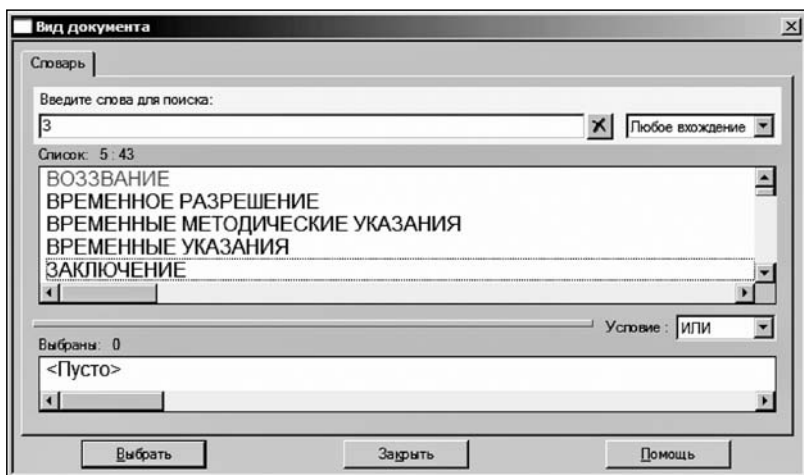 Вид документа
Словарь
Введите слова для поиска:
З
Любое вхождение
Список: 5 : 43
ВОЗЗВАНИЕ
ВРЕМЕННОЕ РАЗРЕШЕНИЕ
ВРЕМЕННЫЕ МЕТОДИЧЕСКИЕ УКАЗАНИЯ
ВРЕМЕННЫЕ УКАЗАНИЯ
ЗАКЛЮЧЕНИЕ
Условие : ИЛИ
Выбраны: 0
<Пусто>
Выбрать Закрыть Помощь